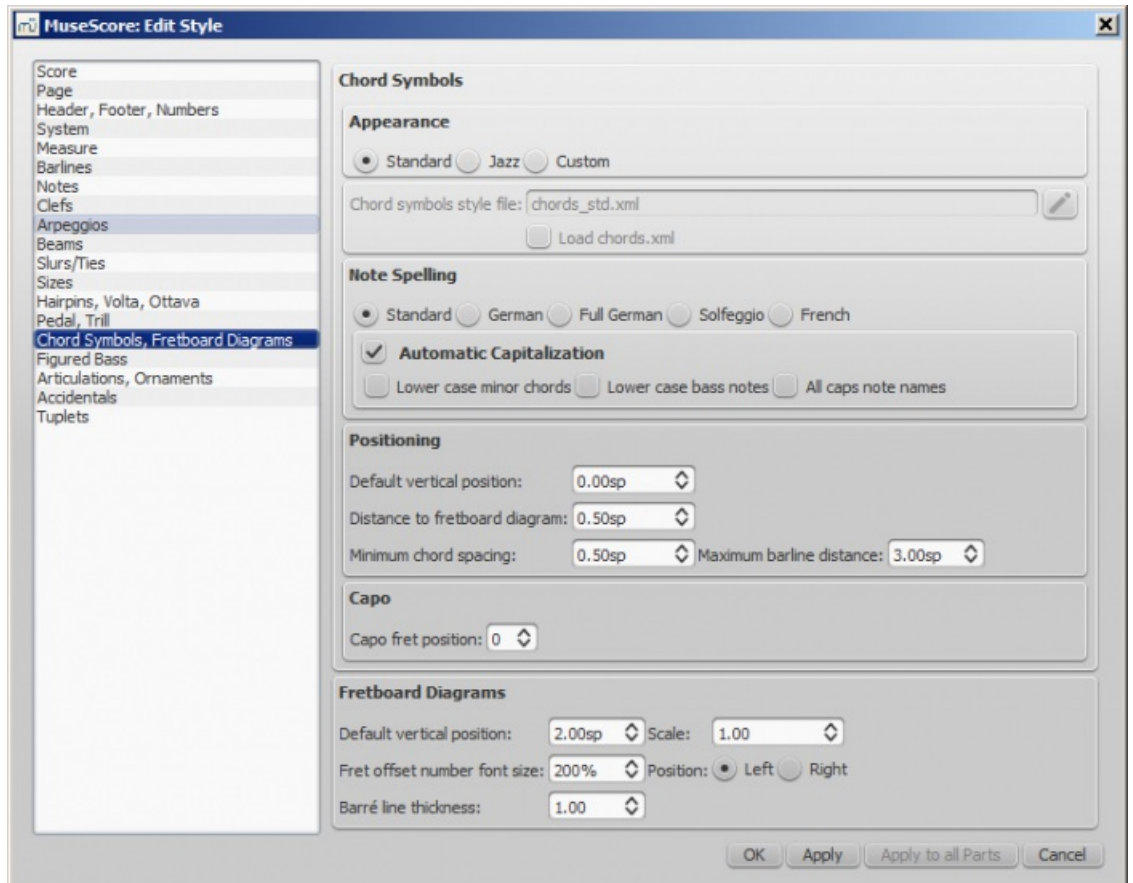 MuseScore: Edit Style
Score
Page
Header, Footer, Numbers
System
Measure
Barlines
Notes
Clefs
Arpeggios
Beams
Slurs/Ties
Sizes
Hairpins, Volta, Ottava
Pedal, Trill
Chord Symbols, Fretboard Diagrams
Figured Bass
Articulations, Ornaments
Accidentals
Tuplets
Chord Symbols
Appearance
Standard Jazz Custom
Chord symbols style file: chords_std.xml
Load chords.xml
Note Spelling
Standard German Full German Solfeggio French
Automatic Capitalization
Lower case minor chords Lower case bass notes All caps note names
Positioning
Default vertical position: 0.00sp
Distance to fretboard diagram: 0.50sp
Minimum chord spacing: 0.50sp Maximum barline distance: 3.00sp
Capo
Capo fret position: 0
Fretboard Diagrams
Default vertical position: 2.00sp Scale: 1.00
Fret offset number font size: 200% Position: Left Right
Barré line thickness: 1.00
OK Apply Apply to all Parts Cancel